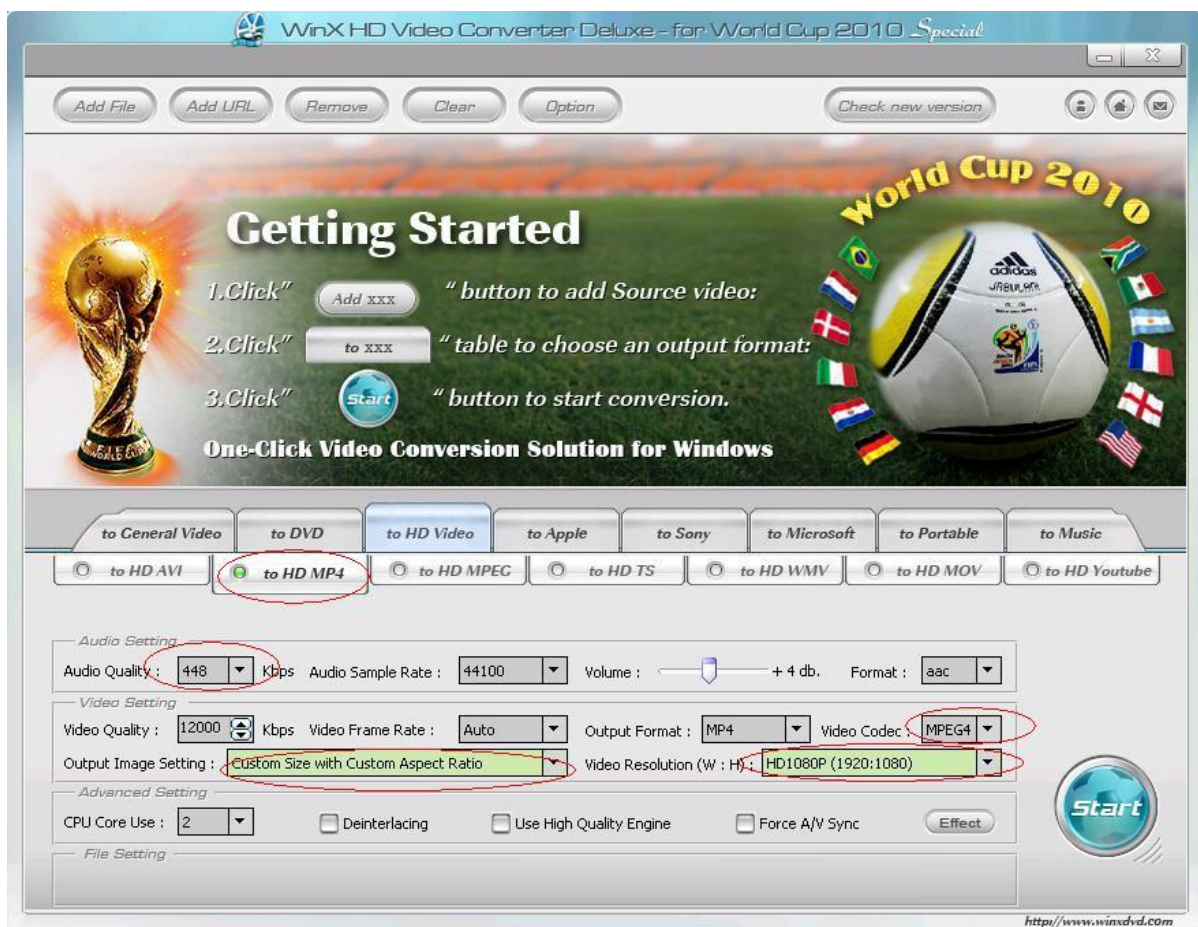 WinX HD Video Converter Deluxe - for World Cup 2010 Special
Add File Add URL Remove Clear Option Check new version
World Cup 2010
Getting Started
adidas
JABULANI
1.Click" Add xxx " button to add Source video:
2.Click" to xxx " table to choose an output format:
3.Click" Start " button to start conversion.
FIFA
WORLD CUP
One-Click Video Conversion Solution for Windows
to General Video to DVD to HD Video to Apple to Sony to Microsoft to Portable to Music
to HD AVI to HD MP4 to HD MPEG to HD TS to HD WMV to HD MOV to HD Youtube
Audio Setting
Audio Quality : 448 Kbps Audio Sample Rate : 44100 Volume : + 4 db. Format : aac
Video Setting
Video Quality : 12000 Kbps Video Frame Rate : Auto Output Format : MP4 Video Codec : MPEG4
Output Image Setting : Custom Size with Custom Aspect Ratio Video Resolution (W : H) : HD1080P (1920:1080)
Advanced Setting
CPU Core Use : 2 Deinterlacing Use High Quality Engine Force A/V Sync Effect
Start
File Setting
http://www.winxdvd.com